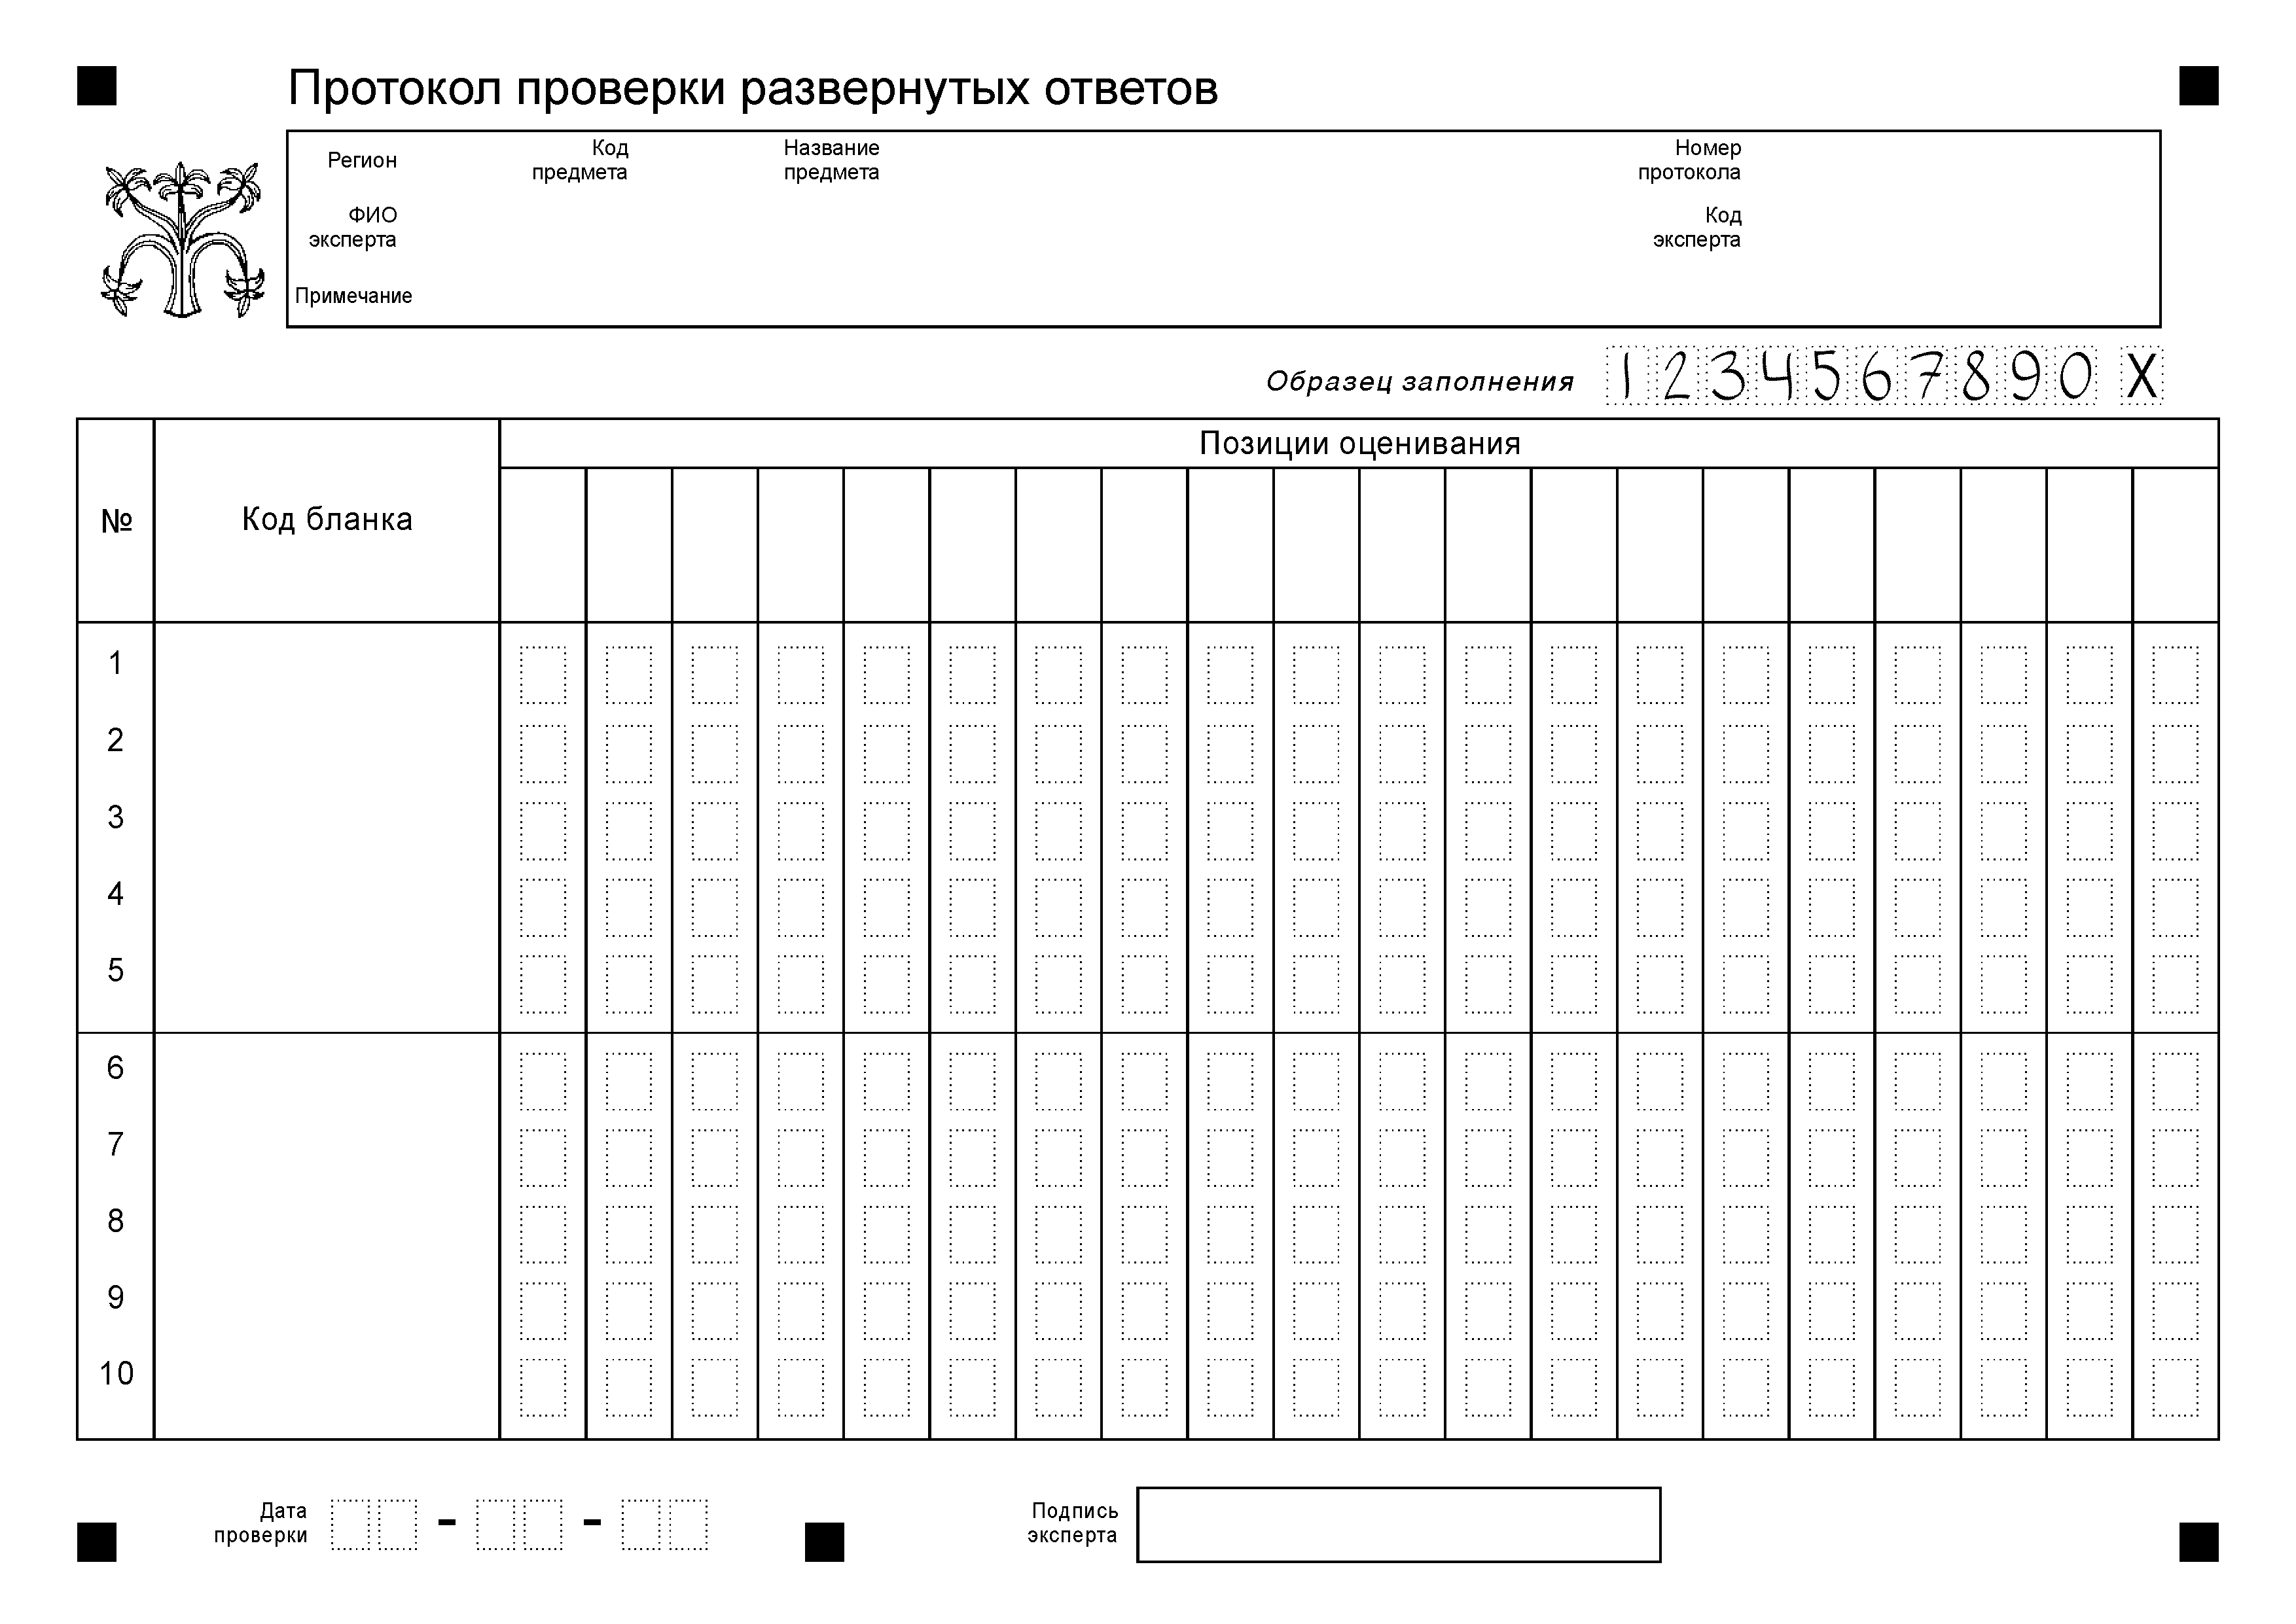 Протокол проверки развернутых ответов
Регион
Код предмета
Название предмета
Номер протокола
ФИО эксперта
Код эксперта
Примечание
Образец заполнения 1 2 3 4 5 6 7 8 9 0 X
№
Код бланка
Позиции оценивания
1
2
3
4
5
6
7
8
9
10
Дата проверки - -
Подпись эксперта